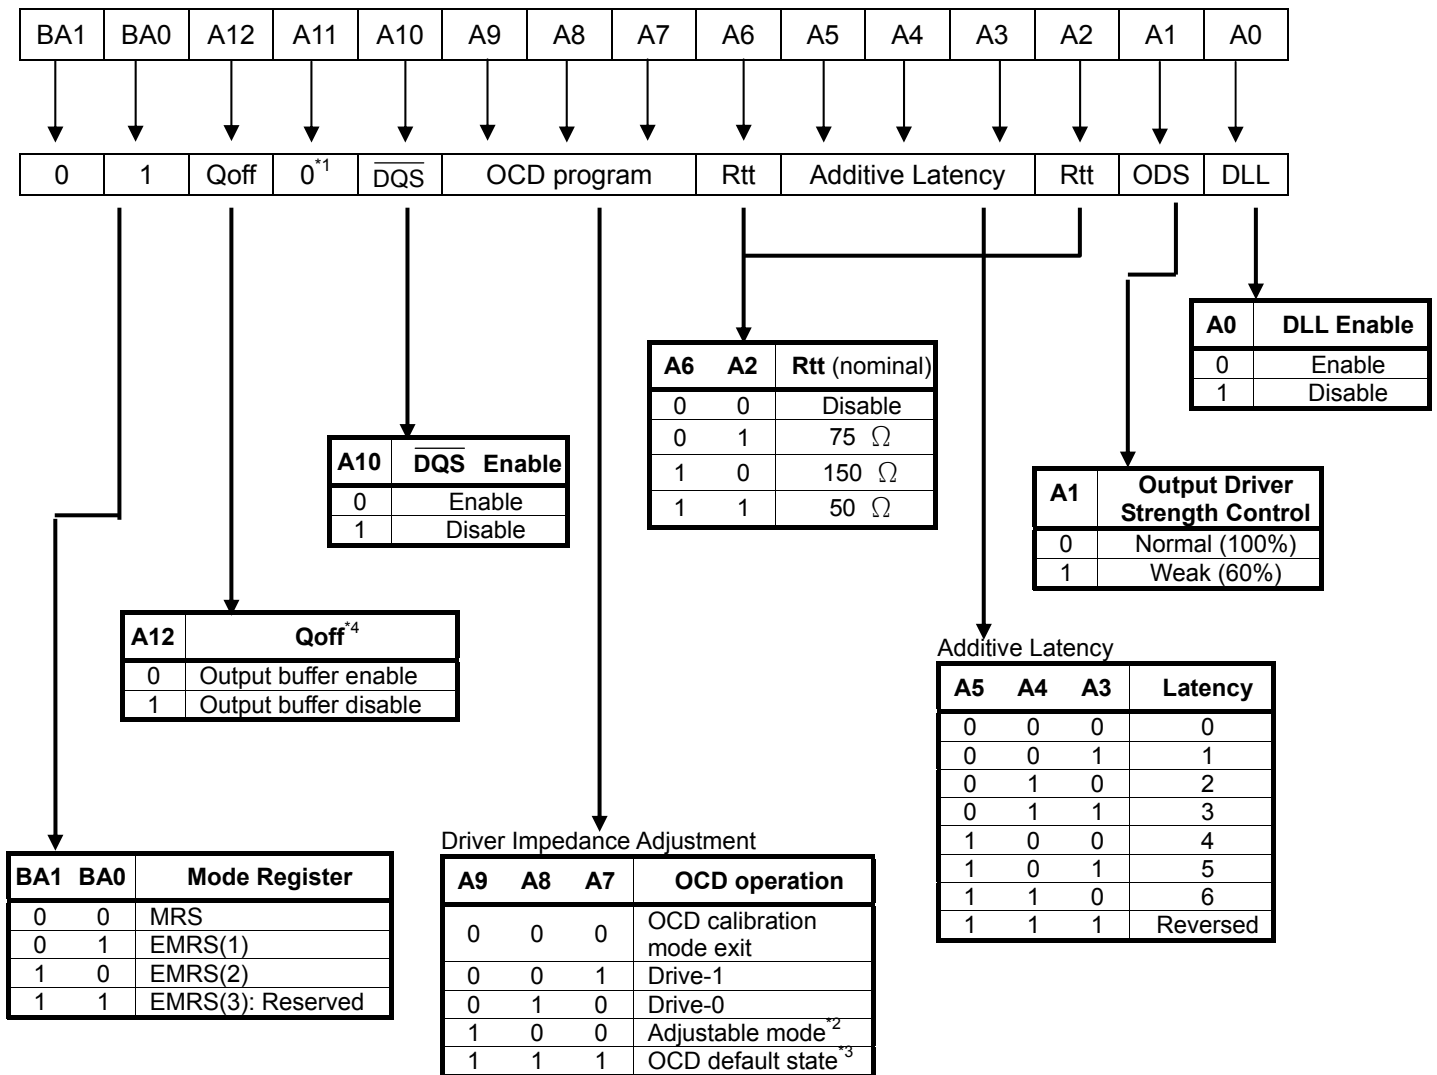 BA1 BA0 A12 A11 A10 A9 A8 A7 A6 A5 A4 A3 A2 A1 A0
0 1 Qoff 0*1 D̅Q̅S̅ OCD program Rtt Additive Latency Rtt ODS DLL
A0 DLL Enable
0 Enable
1 Disable
A6 A2 Rtt (nominal)
0 0 Disable
0 1 75 Ω
1 0 150 Ω
1 1 50 Ω
A10 D̅Q̅S̅ Enable
0 Enable
1 Disable
A1 Output Driver
Strength Control
0 Normal (100%)
1 Weak (60%)
A12 Qoff*4
0 Output buffer enable
1 Output buffer disable
Additive Latency
A5 A4 A3 Latency
0 0 0 0
0 0 1 1
0 1 0 2
0 1 1 3
1 0 0 4
1 0 1 5
1 1 0 6
1 1 1 Reversed
BA1 BA0 Mode Register
0 0 MRS
0 1 EMRS(1)
1 0 EMRS(2)
1 1 EMRS(3): Reserved
Driver Impedance Adjustment
A9 A8 A7 OCD operation
0 0 0 OCD calibration
mode exit
0 0 1 Drive-1
0 1 0 Drive-0
1 0 0 Adjustable mode*2
1 1 1 OCD default state*3